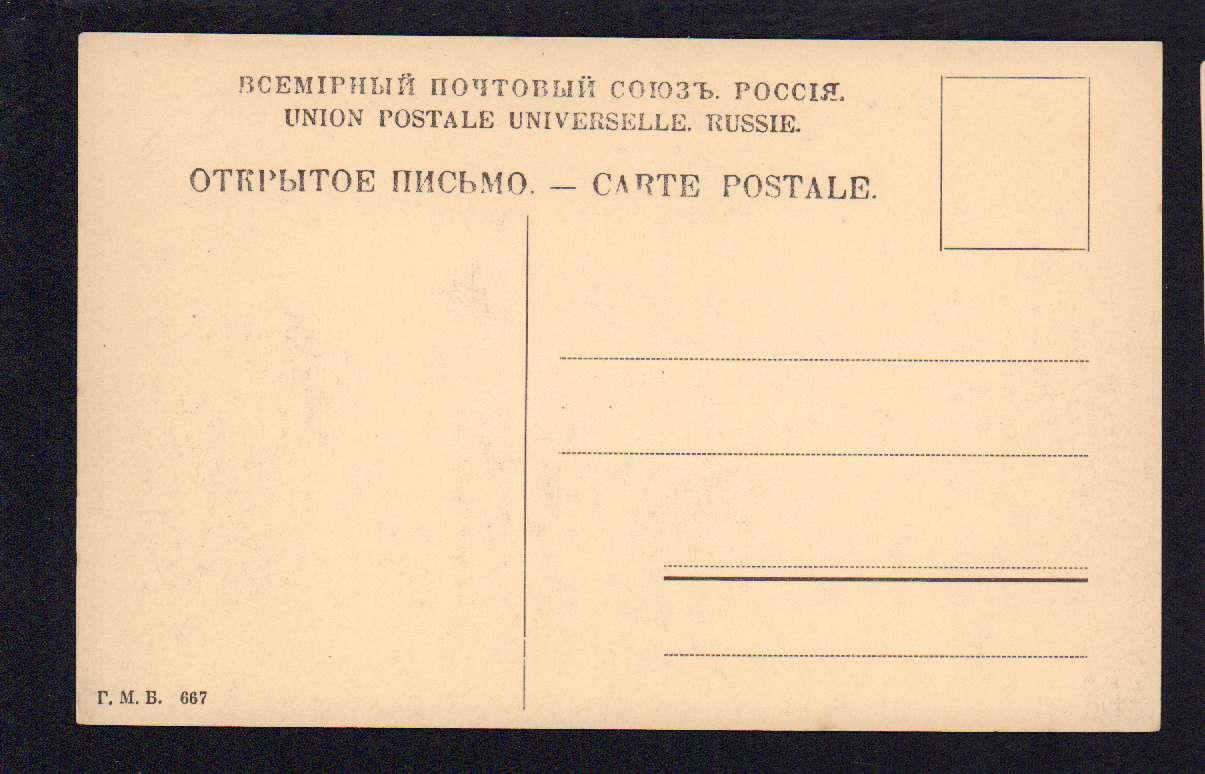 ВСЕМІРНЫЙ ПОЧТОВЫЙ СОЮЗЪ. РОССІЯ.
UNION POSTALE UNIVERSELLE. RUSSIE.
ОТКРЫТОЕ ПИСЬМО. — CARTE POSTALE.
Г. М. Б. 667